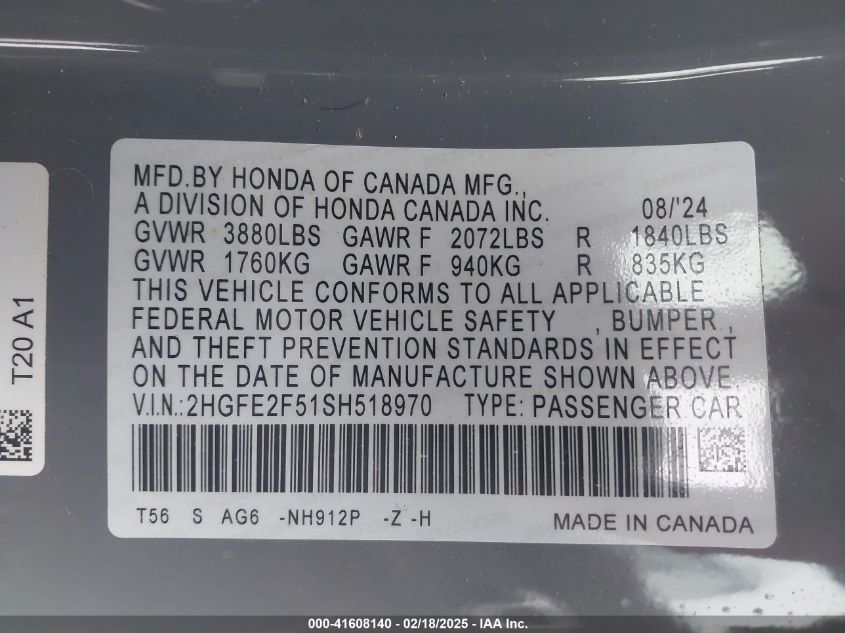 MFD.BY HONDA OF CANADA MFG.,
A DIVISION OF HONDA CANADA INC. 08/'24
GVWR 3880LBS GAWR F 2072LBS R 1840LBS
GVWR 1760KG GAWR F 940KG R 835KG
THIS VEHICLE CONFORMS TO ALL APPLICABLE
FEDERAL MOTOR VEHICLE SAFETY , BUMPER ,
AND THEFT PREVENTION STANDARDS IN EFFECT
ON THE DATE OF MANUFACTURE SHOWN ABOVE.
V.I.N.:2HGFE2F51SH518970 TYPE: PASSENGER CAR
T56 S AG6 -NH912P -Z -H MADE IN CANADA
T20 A1
000-41608140 - 02/18/2025 - IAA Inc.